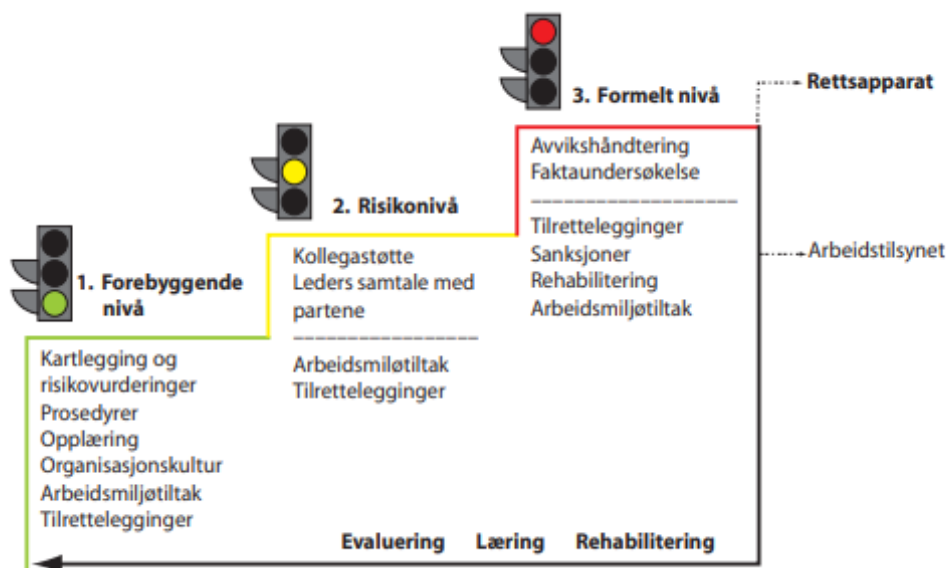 3. Formelt nivå
Rettsapparat
Avvikshåndtering
Faktaundersøkelse
Tilrettelegginger
Sanksjoner
Rehabilitering
Arbeidsmiljøtiltak
Arbeidstilsynet
2. Risikonivå
Kollegastøtte
Leders samtale med
partene
Arbeidsmiløtiltak
Tilrettelegginger
1. Forebyggende
nivå
Kartlegging og
risikovurderinger
Prosedyrer
Opplæring
Organisasjonskultur
Arbeidsmiljøtiltak
Tilrettelegginger
Evaluering Læring Rehabilitering